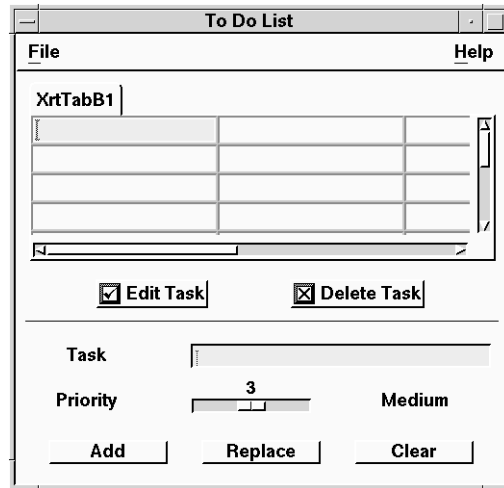 To Do List
File Help
XrtTabB1
Edit Task Delete Task
Task
3
Priority Medium
Add Replace Clear